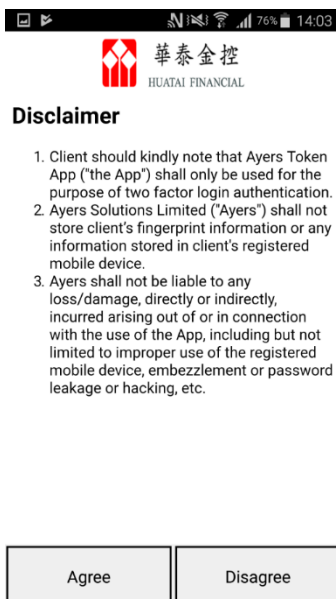 76% 14:03
華泰金控
HUATAI FINANCIAL
Disclaimer
1. Client should kindly note that Ayers Token
App ("the App") shall only be used for the
purpose of two factor login authentication.
2. Ayers Solutions Limited ("Ayers") shall not
store client's fingerprint information or any
information stored in client's registered
mobile device.
3. Ayers shall not be liable to any
loss/damage, directly or indirectly,
incurred arising out of or in connection
with the use of the App, including but not
limited to improper use of the registered
mobile device, embezzlement or password
leakage or hacking, etc.
Agree Disagree